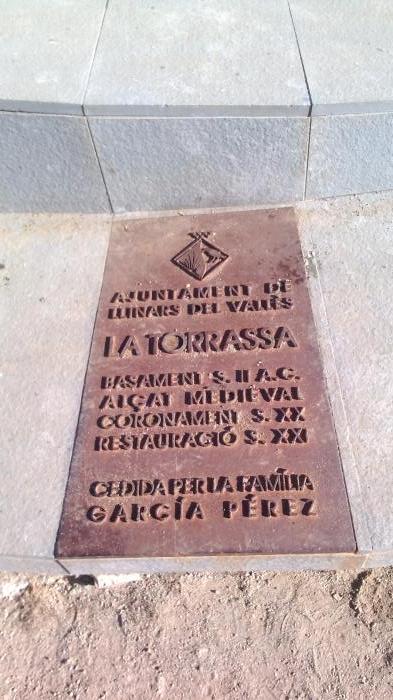 AJUNTAMENT DE
LLINARS DEL VALLÈS
LA TORRASSA
BASAMENT S. II A.C.
ALÇAT MEDIÉVAL
CORONAMENT S. XX
RESTAURACIÓ S. XXI
CEDIDA PER LA FAMÍLIA
GARCÍA PÉREZ